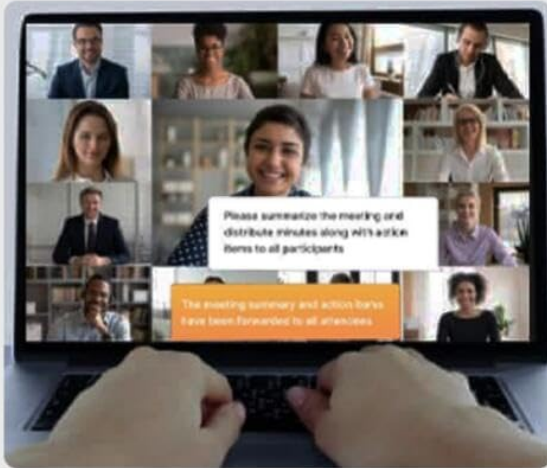 Please summarize the meeting and
distribute minutes along with action
items to all participants
The meeting summary and action items
have been forwarded to all attendees